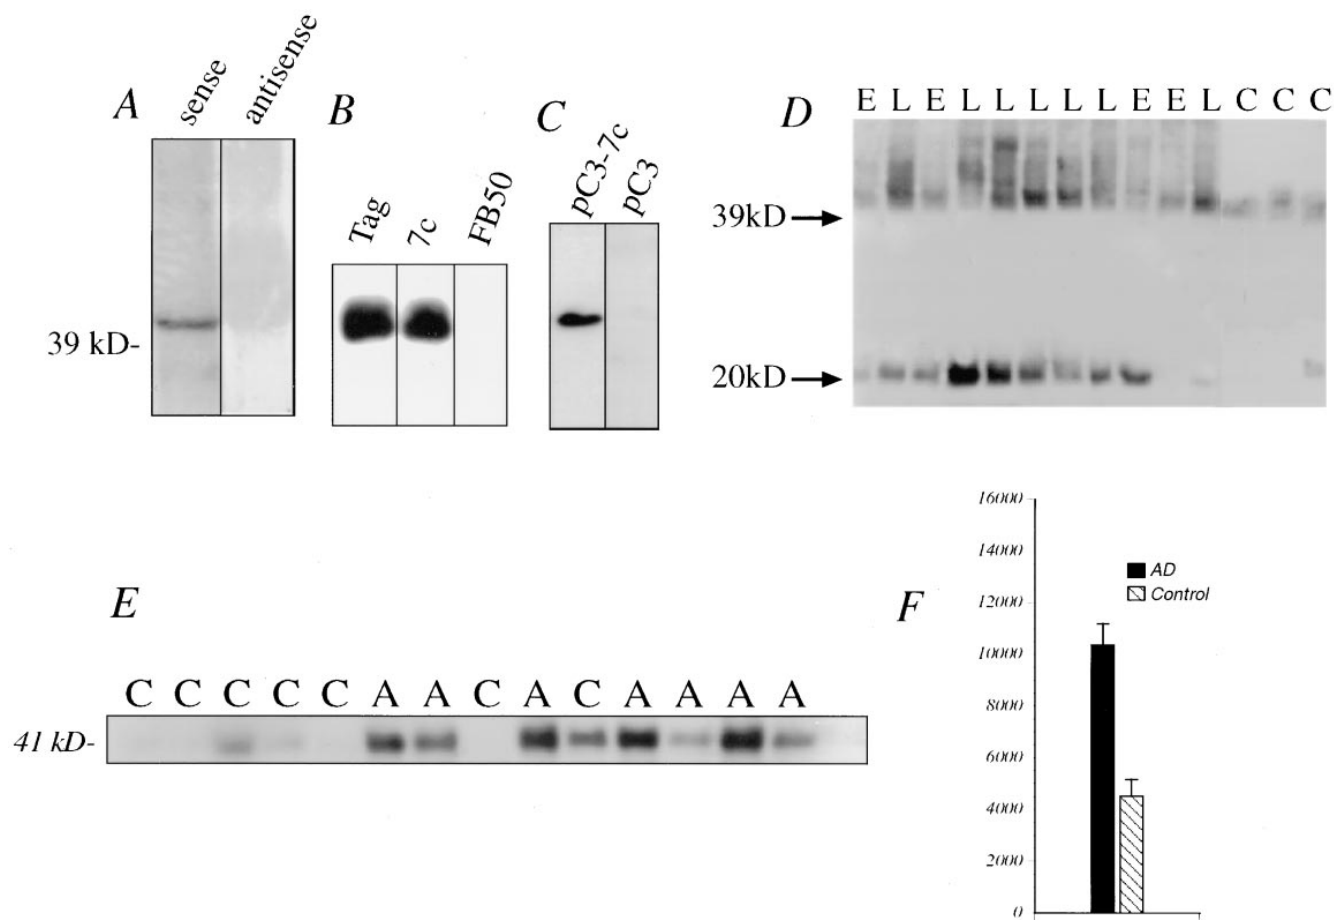 A
sense
antisense
39 kD-
B
Tag
7c
FB50
C
pC3-7c
pC3
D
E L E L L L L L E E L C C C
39kD
20kD
E
C C C C C A A C A C A A A A
41 kD-
F
16000
14000
12000
10000
8000
6000
4000
2000
0
AD
Control